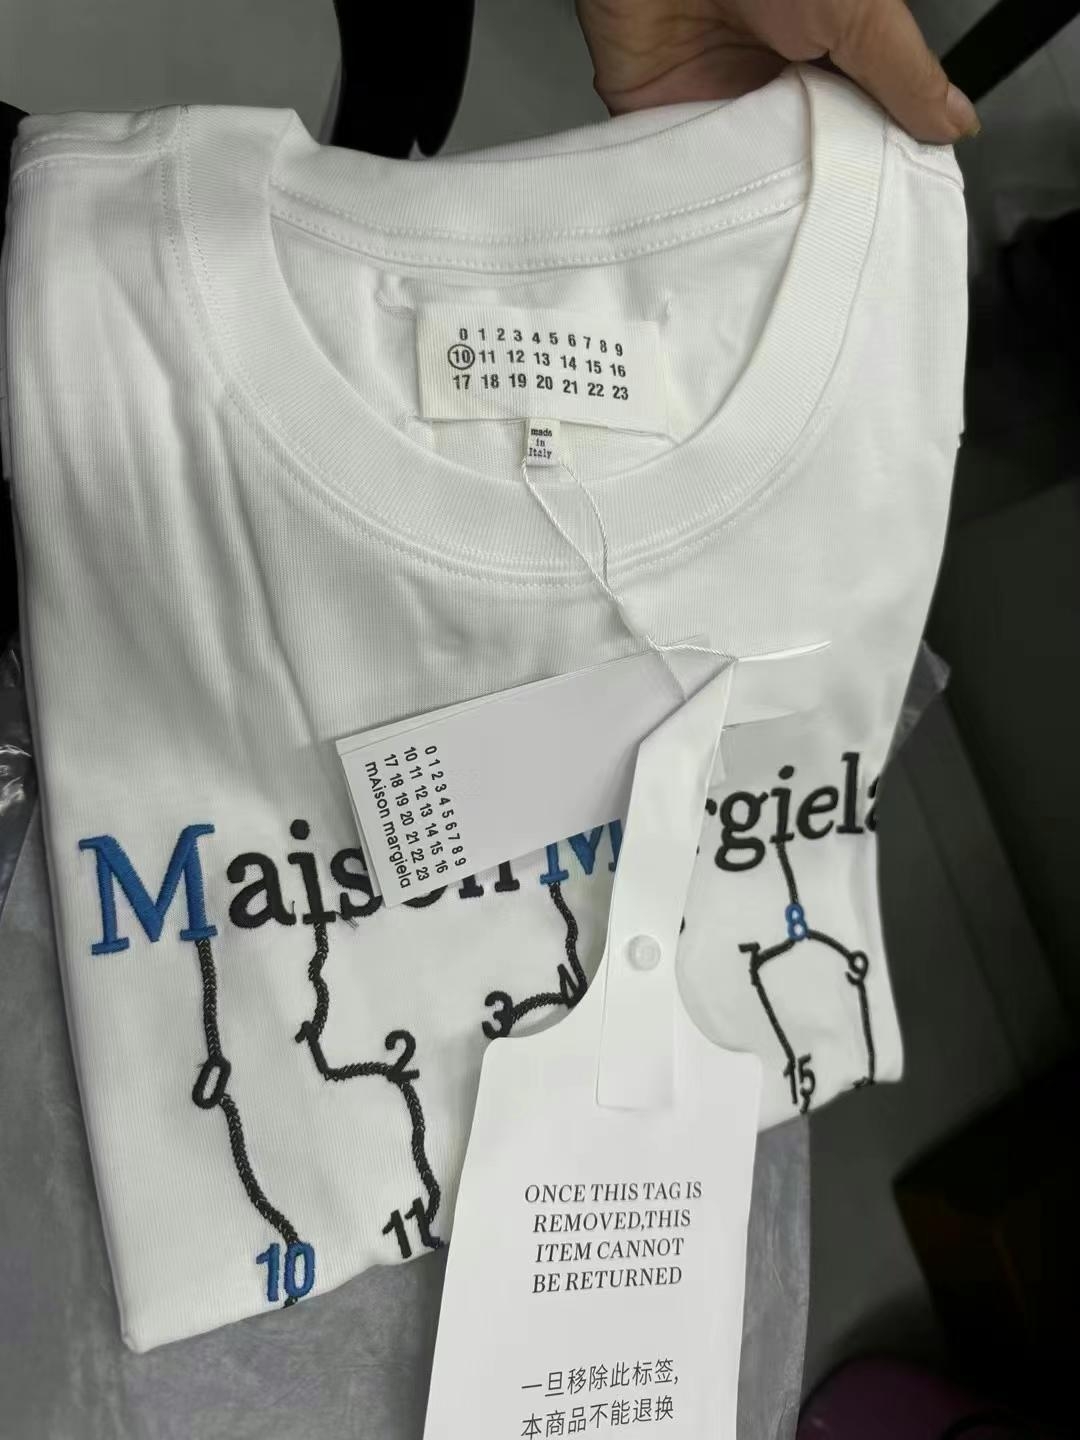 0 1 2 3 4 5 6 7 8 9
10 11 12 13 14 15 16
17 18 19 20 21 22 23
made
in
Italy
0 1 2 3 4 5 6 7 8 9
10 11 12 13 14 15 16
17 18 19 20 21 22 23
mAison margiela
Maison Margiela
8
7
9
3 4
1
2
0
15
11
10
ONCE THIS TAG IS
REMOVED,THIS
ITEM CANNOT
BE RETURNED
一旦移除此标签,
本商品不能退换